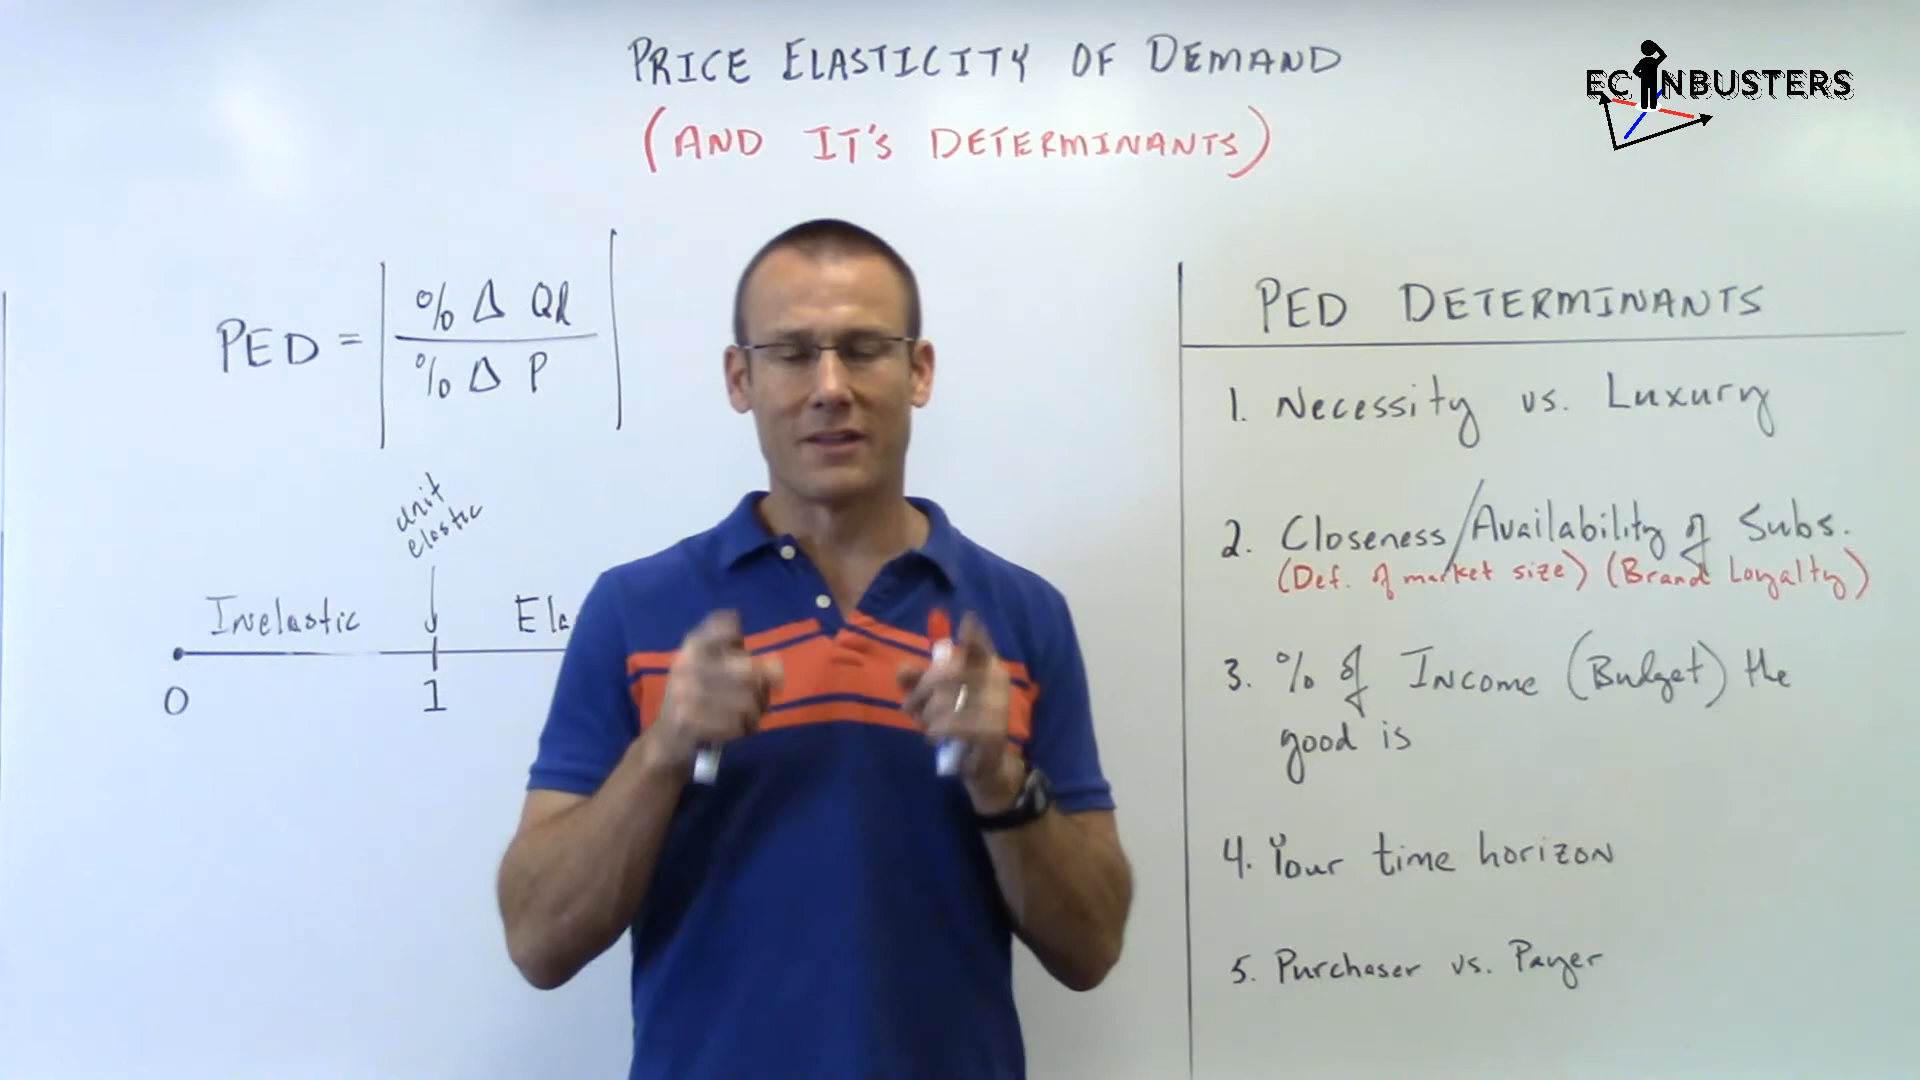 PRICE ELASTICITY OF DEMAND
(AND IT'S DETERMINANTS)
ECONBUSTERS
PED = | % Δ Qd / % Δ P |
unit
elastic
Inelastic
Ela
0
1
PED DETERMINANTS
1. Necessity vs. Luxury
2. Closeness/Availability of Subs.
(Def. of market size) (Brand Loyalty)
3. % of Income (Budget) the
good is
4. Your time horizon
5. Purchaser vs. Payer